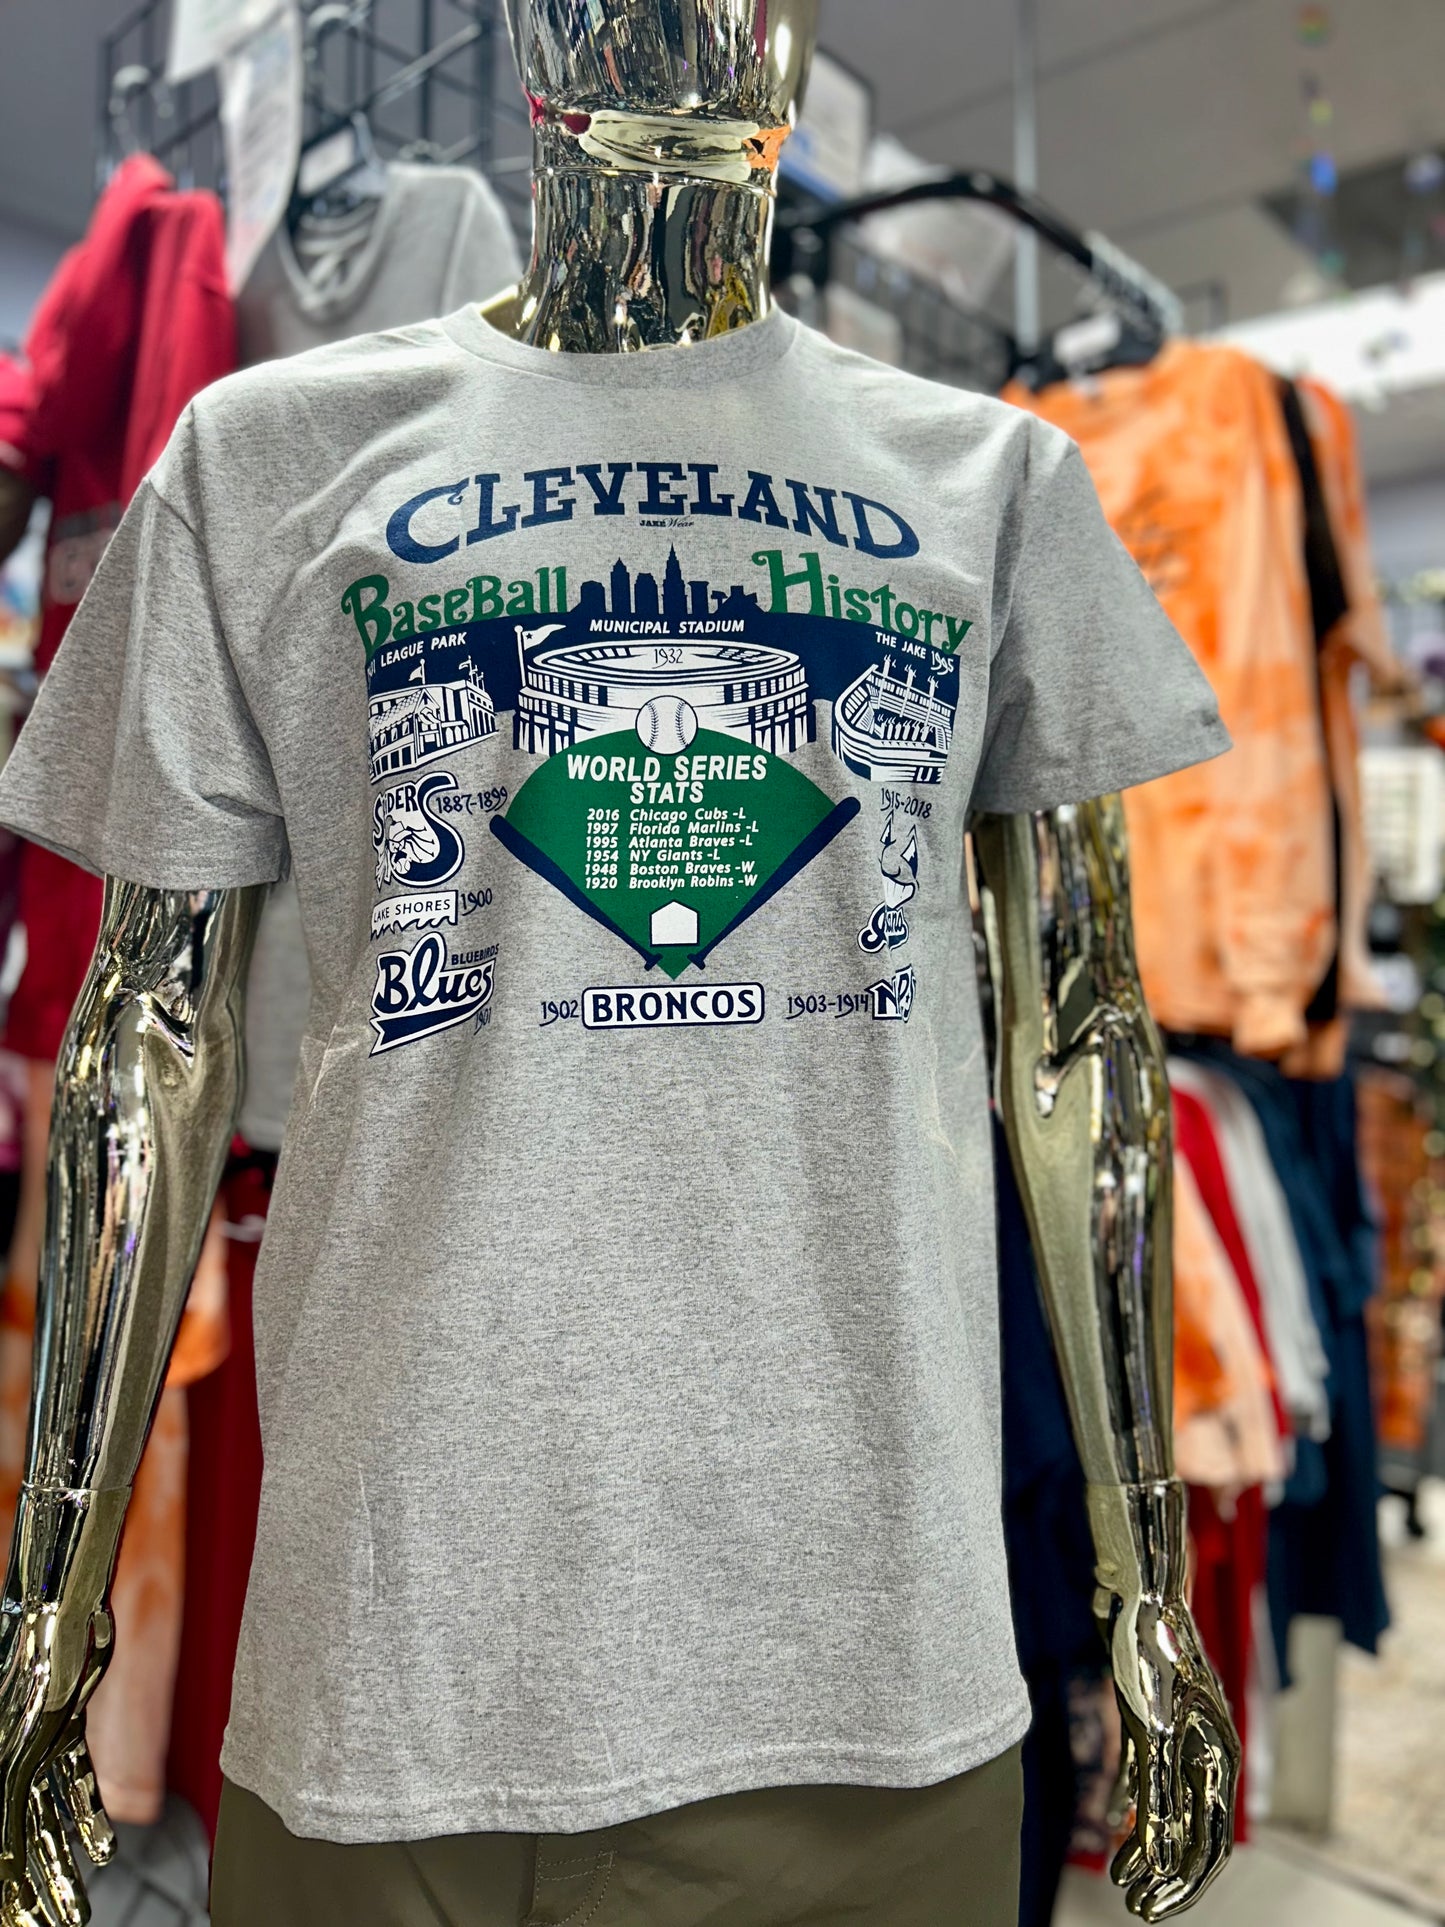 CLEVELAND
JAKE Wear
BaseBall History
MUNICIPAL STADIUM
LEAGUE PARK
THE JAKE 1995
1932
WORLD SERIES
STATS
2016 Chicago Cubs -L
1997 Florida Marlins -L
1995 Atlanta Braves -L
1954 NY Giants -L
1948 Boston Braves -W
1920 Brooklyn Robins -W
1887-1899
LAKE SHORES 1900
Blues BLUEBIRDS
1901
1902 BRONCOS 1903-1914
1915-2018